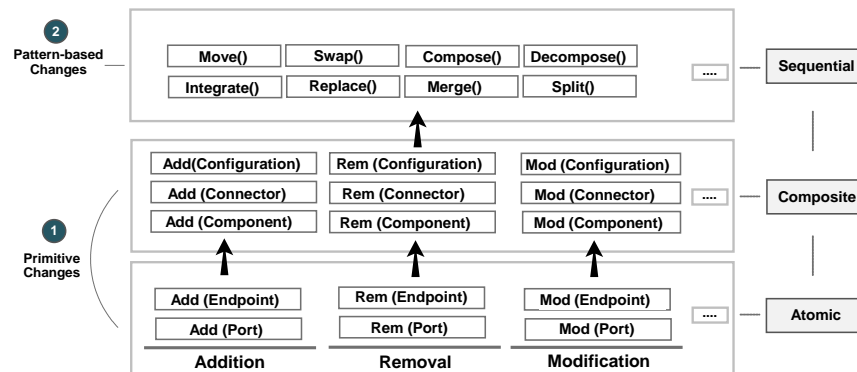 2
Pattern-based
Changes
Move() Swap() Compose() Decompose()
Integrate() Replace() Merge() Split()
....
Sequential
Add(Configuration) Rem (Configuration) Mod (Configuration)
Add (Connector) Rem (Connector) Mod (Connector)
Add (Component) Rem (Component) Mod (Component)
....
Composite
1
Primitive
Changes
Add (Endpoint) Rem (Endpoint) Mod (Endpoint)
Add (Port) Rem (Port) Mod (Port)
....
Atomic
Addition Removal Modification